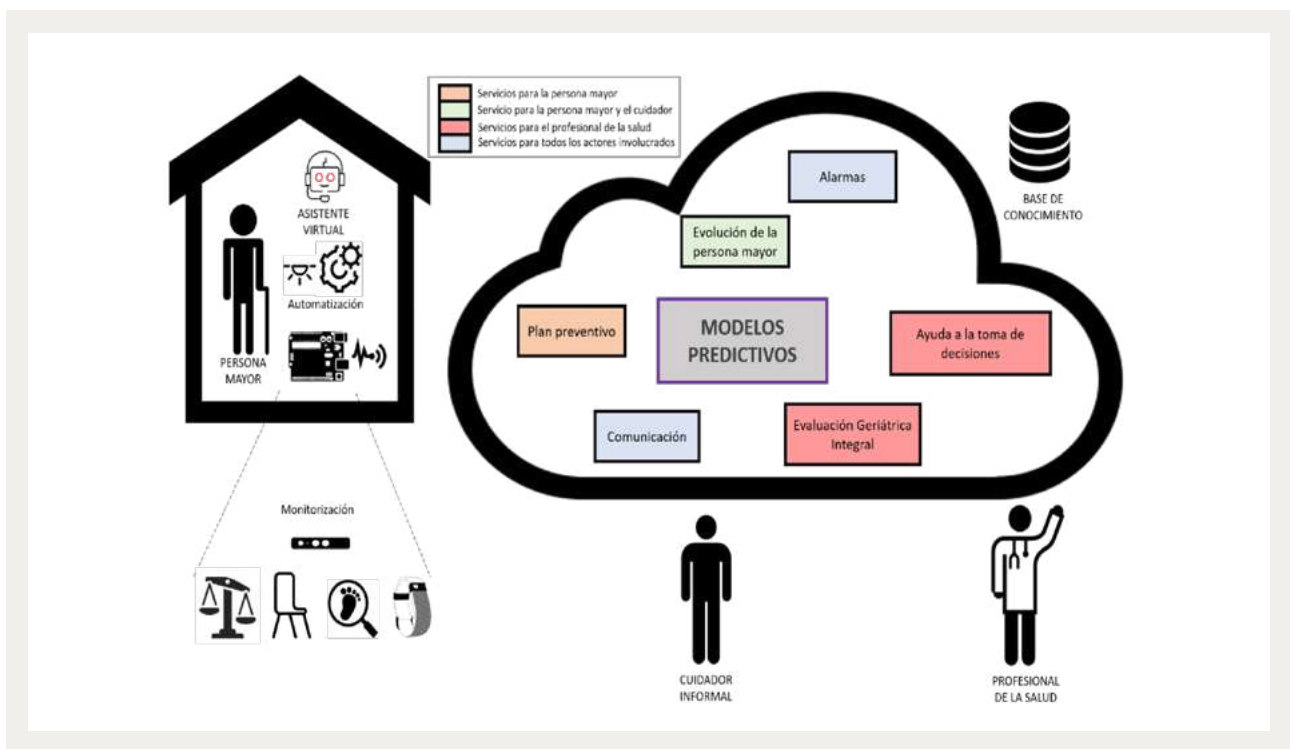 Servicios para la persona mayor
Servicio para la persona mayor y el cuidador
Servicios para el profesional de la salud
Servicios para todos los actores involucrados
ASISTENTE
VIRTUAL
Automatización
PERSONA
MAYOR
Monitorización
Alarmas
BASE DE
CONOCIMIENTO
Evolución de la
persona mayor
Plan preventivo
MODELOS
PREDICTIVOS
Ayuda a la toma de
decisiones
Comunicación
Evaluación Geriátrica
Integral
CUIDADOR
INFORMAL
PROFESIONAL
DE LA SALUD